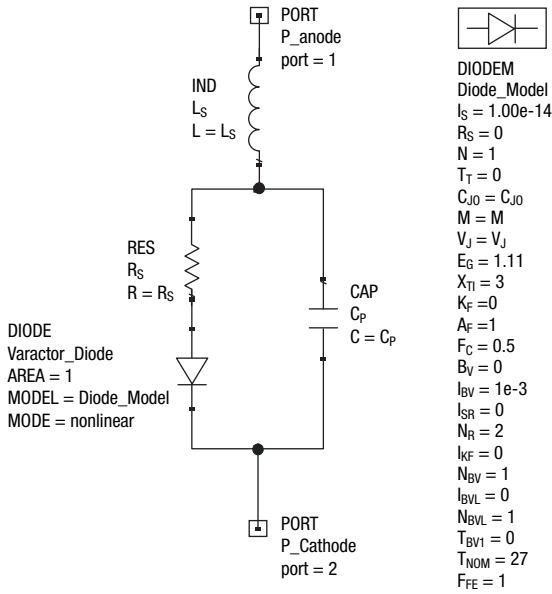 PORT
P_anode
port = 1
IND
LS
L = LS
RES
RS
R = RS
CAP
CP
C = CP
DIODE
Varactor_Diode
AREA = 1
MODEL = Diode_Model
MODE = nonlinear
PORT
P_Cathode
port = 2
DIODEM
Diode_Model
IS = 1.00e-14
RS = 0
N = 1
TT = 0
CJO = CJO
M = M
VJ = VJ
EG = 1.11
XTI = 3
KF =0
AF =1
FC = 0.5
BV = 0
IBV = 1e-3
ISR = 0
NR = 2
IKF = 0
NBV = 1
IBVL = 0
NBVL = 1
TBV1 = 0
TNOM = 27
FFE = 1